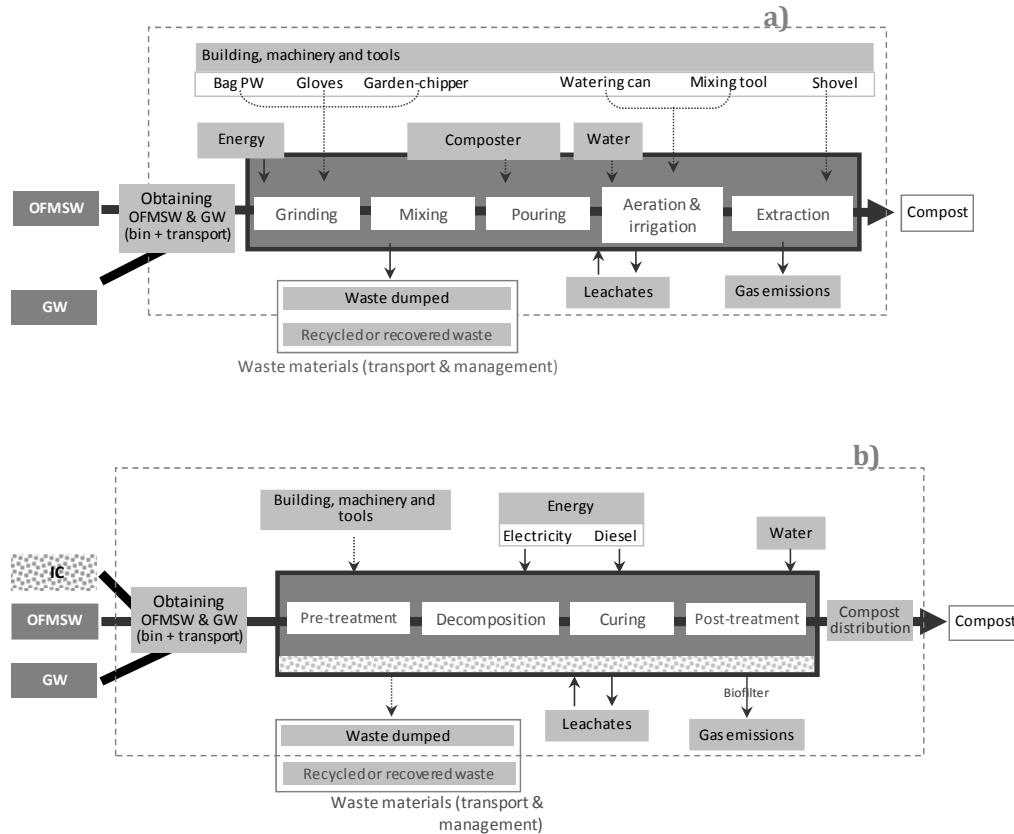 a)
Building, machinery and tools
Bag PW Gloves Garden-chipper Watering can Mixing tool Shovel
Energy Composter Water
OFMSW
Obtaining
OFMSW & GW
(bin + transport)
Grinding Mixing Pouring Aeration &
irrigation
Extraction
Compost
GW
Waste dumped
Leachates
Gas emissions
Recycled or recovered waste
Waste materials (transport & management)
b)
Building, machinery and
tools
Energy
Electricity Diesel
Water
IC
OFMSW
Obtaining
OFMSW & GW
(bin + transport)
Pre-treatment Decomposition Curing Post-treatment
Compost
distribution
Compost
GW
Biofilter
Waste dumped
Leachates
Gas emissions
Recycled or recovered waste
Waste materials (transport &
management)